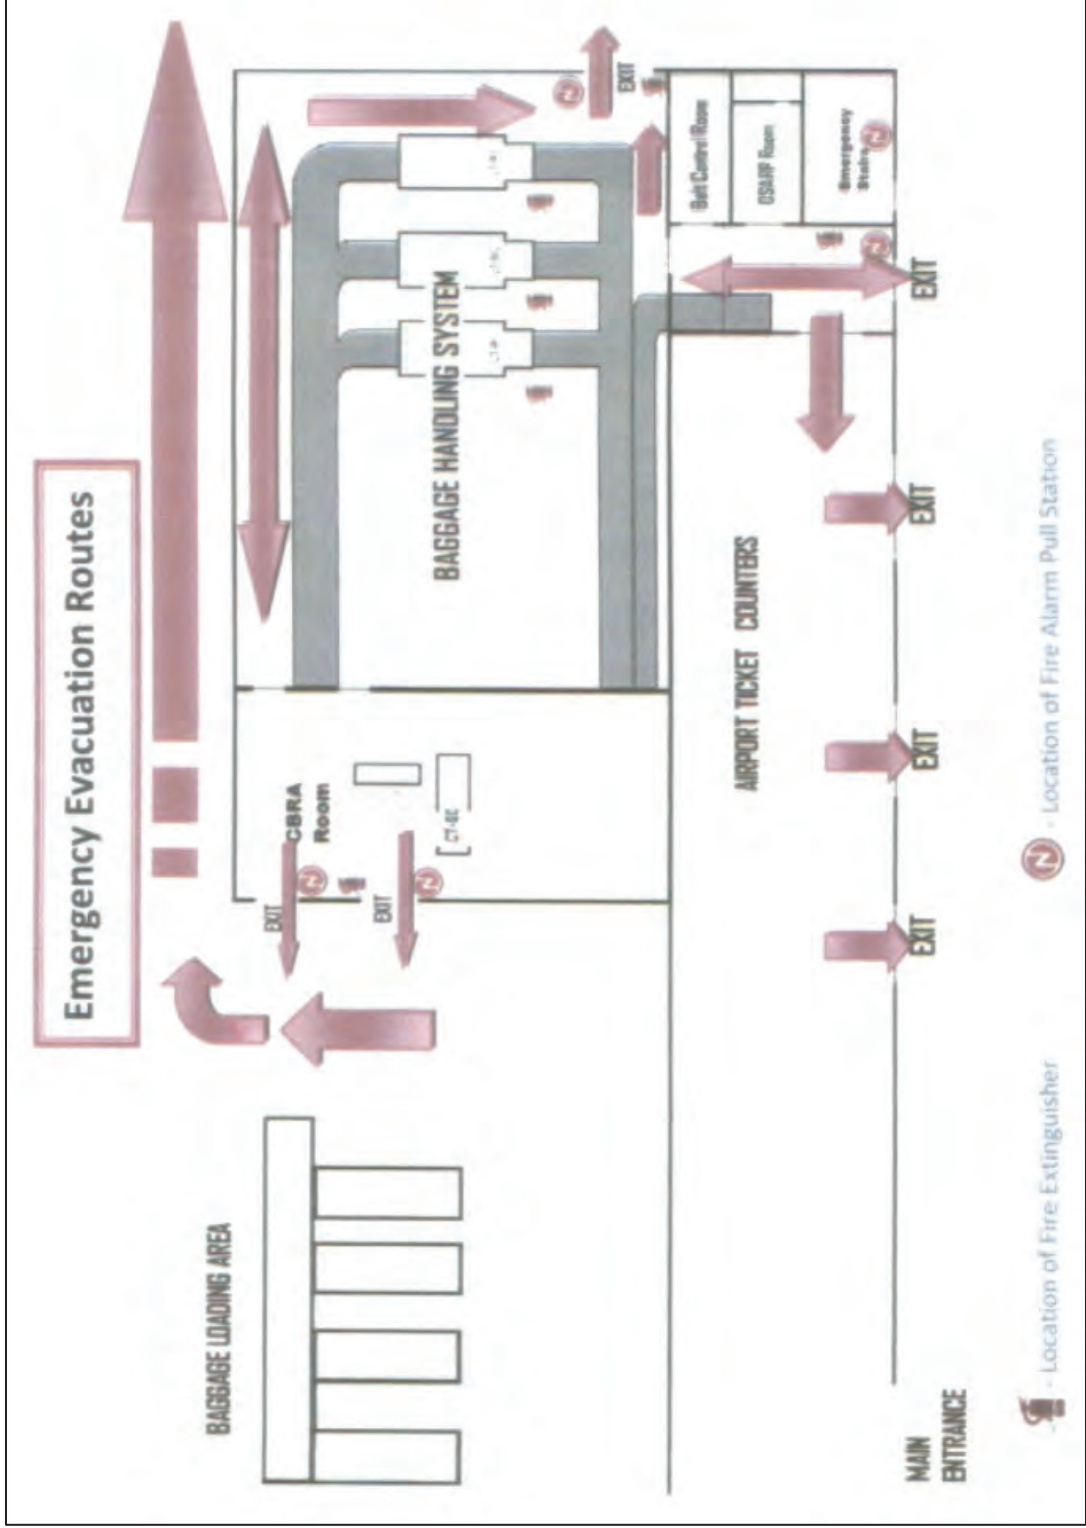 Emergency Evacuation Routes
BAGGAGE LOADING AREA
EXIT
CBRA
Room
EXIT
BAGGAGE HANDLING SYSTEM
EXIT
Belt Control Room
OSARP Room
Emergency
Stairs
AIRPORT TICKET COUNTERS
EXIT
EXIT
EXIT
EXIT
MAIN
ENTRANCE
- Location of Fire Extinguisher
N - Location of Fire Alarm Pull Station
N
N
N
N
N